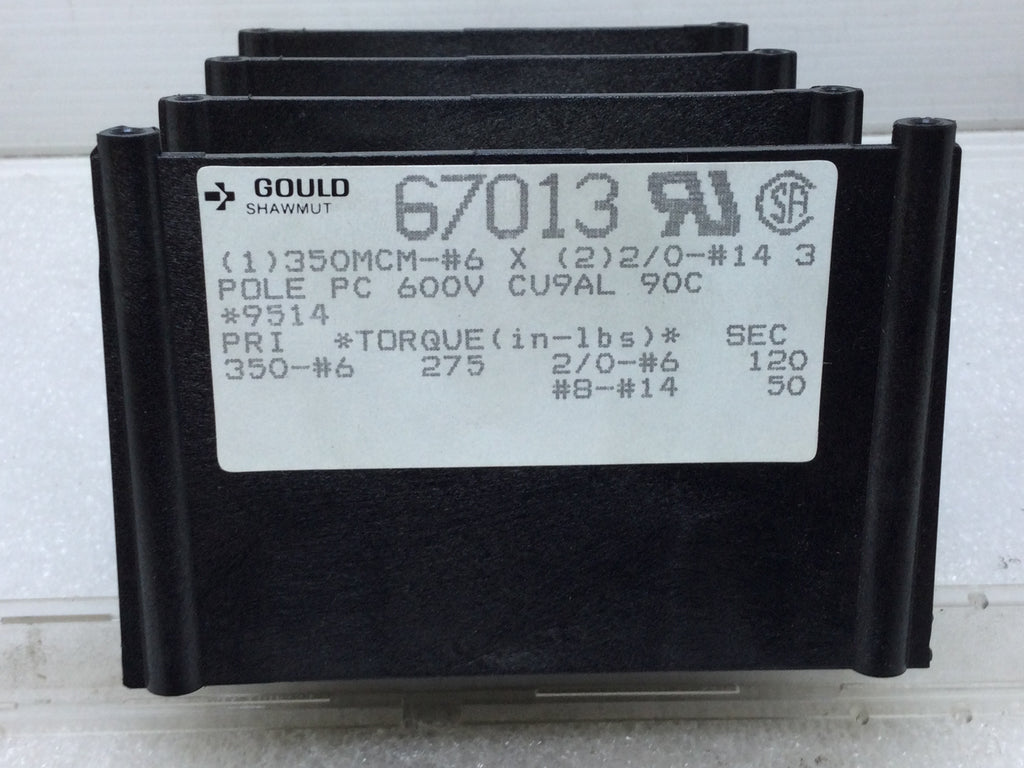 GOULD
SHAWMUT
67013
(1)350MCM-#6 X (2)2/0-#14 3
POLE PC 600V CU9AL 90C
*9514
PRI *TORQUE(in-lbs)* SEC
350-#6 275 2/0-#6 120
#8-#14 50